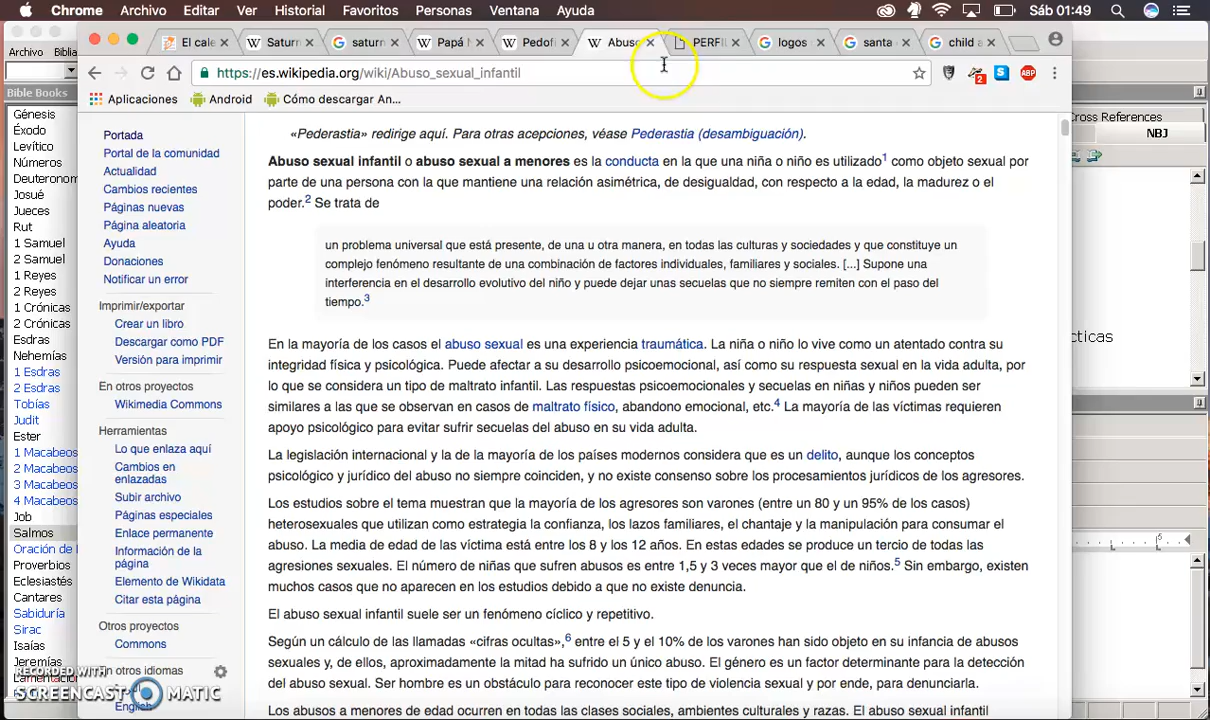 Chrome Archivo Editar Ver Historial Favoritos Personas Ventana Ayuda Sáb 01:49
El cale
Saturn
saturn
Papá N
Pedofi
Abuso
PERFIL
logos
santa
child a
https://es.wikipedia.org/wiki/Abuso_sexual_infantil
2
ABP
Aplicaciones Android Cómo descargar An...
Archivo
Bible Books
Génesis
Éxodo
Levítico
Números
Deuteronom
Josué
Jueces
Rut
1 Samuel
2 Samuel
1 Reyes
2 Reyes
1 Crónicas
2 Crónicas
Esdras
Nehemías
1 Esdras
2 Esdras
Tobías
Judit
Ester
1 Macabeos
2 Macabeos
3 Macabeos
4 Macabeos
Job
Salmos
Oración de
Proverbios
Eclesiastés
Cantares
Sabiduría
Sirac
Isaías
Jeremías
Portada
Portal de la comunidad
Actualidad
Cambios recientes
Páginas nuevas
Página aleatoria
Ayuda
Donaciones
Notificar un error
Imprimir/exportar
Crear un libro
Descargar como PDF
Versión para imprimir
En otros proyectos
Wikimedia Commons
Herramientas
Lo que enlaza aquí
Cambios en
enlazadas
Subir archivo
Páginas especiales
Enlace permanente
Información de la
página
Elemento de Wikidata
Citar esta página
Otros proyectos
Commons
n otros idiomas
English
«Pederastia» redirige aquí. Para otras acepciones, véase Pederastia (desambiguación).
Abuso sexual infantil o abuso sexual a menores es la conducta en la que una niña o niño es utilizado1 como objeto sexual por
parte de una persona con la que mantiene una relación asimétrica, de desigualdad, con respecto a la edad, la madurez o el
poder.2 Se trata de
un problema universal que está presente, de una u otra manera, en todas las culturas y sociedades y que constituye un
complejo fenómeno resultante de una combinación de factores individuales, familiares y sociales. [...] Supone una
interferencia en el desarrollo evolutivo del niño y puede dejar unas secuelas que no siempre remiten con el paso del
tiempo.3
En la mayoría de los casos el abuso sexual es una experiencia traumática. La niña o niño lo vive como un atentado contra su
integridad física y psicológica. Puede afectar a su desarrollo psicoemocional, así como su respuesta sexual en la vida adulta, por
lo que se considera un tipo de maltrato infantil. Las respuestas psicoemocionales y secuelas en niñas y niños pueden ser
similares a las que se observan en casos de maltrato físico, abandono emocional, etc.4 La mayoría de las víctimas requieren
apoyo psicológico para evitar sufrir secuelas del abuso en su vida adulta.
La legislación internacional y la de la mayoría de los países modernos considera que es un delito, aunque los conceptos
psicológico y jurídico del abuso no siempre coinciden, y no existe consenso sobre los procesamientos jurídicos de los agresores.
Los estudios sobre el tema muestran que la mayoría de los agresores son varones (entre un 80 y un 95% de los casos)
heterosexuales que utilizan como estrategia la confianza, los lazos familiares, el chantaje y la manipulación para consumar el
abuso. La media de edad de las víctima está entre los 8 y los 12 años. En estas edades se produce un tercio de todas las
agresiones sexuales. El número de niñas que sufren abusos es entre 1,5 y 3 veces mayor que el de niños.5 Sin embargo, existen
muchos casos que no aparecen en los estudios debido a que no existe denuncia.
El abuso sexual infantil suele ser un fenómeno cíclico y repetitivo.
Según un cálculo de las llamadas «cifras ocultas»,6 entre el 5 y el 10% de los varones han sido objeto en su infancia de abusos
sexuales y, de ellos, aproximadamente la mitad ha sufrido un único abuso. El género es un factor determinante para la detección
del abuso sexual. Ser hombre es un obstáculo para reconocer este tipo de violencia sexual y por ende, para denunciarla.
Los abusos a menores de edad ocurren en todas las clases sociales, ambientes culturales y razas. El abuso sexual infantil
Cross References
NBJ
cticas
5
RECORDED WITH
SCREENCAST MATIC